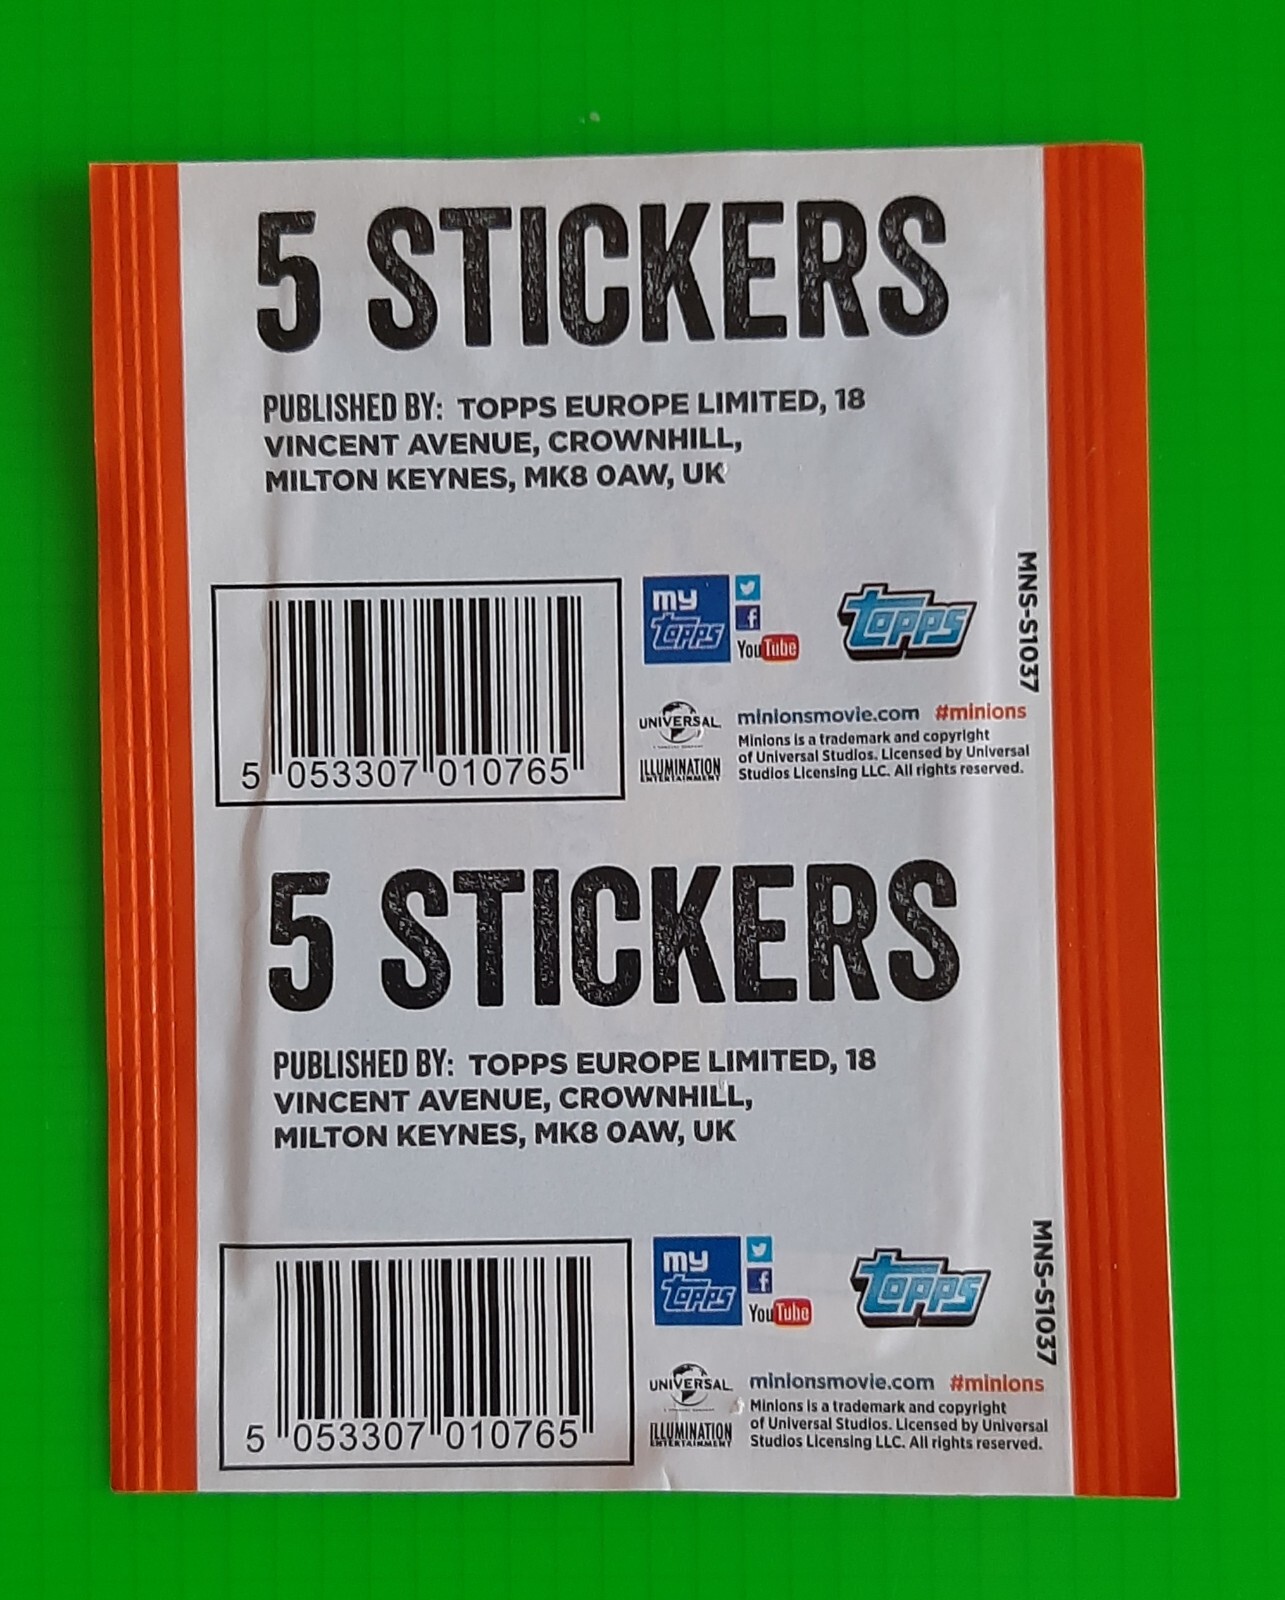 5 STICKERS
PUBLISHED BY: TOPPS EUROPE LIMITED, 18
VINCENT AVENUE, CROWNHILL,
MILTON KEYNES, MK8 0AW, UK
MNS-S1037
my
topps
YouTube
topps
5 053307 010765
UNIVERSAL
ILLUMINATION
ENTERTAINMENT
minionsmovie.com #minions
Minions is a trademark and copyright
of Universal Studios. Licensed by Universal
Studios Licensing LLC. All rights reserved.
5 STICKERS
PUBLISHED BY: TOPPS EUROPE LIMITED, 18
VINCENT AVENUE, CROWNHILL,
MILTON KEYNES, MK8 0AW, UK
MNS-S1037
my
topps
YouTube
topps
5 053307 010765
UNIVERSAL
ILLUMINATION
ENTERTAINMENT
minionsmovie.com #minions
Minions is a trademark and copyright
of Universal Studios. Licensed by Universal
Studios Licensing LLC. All rights reserved.